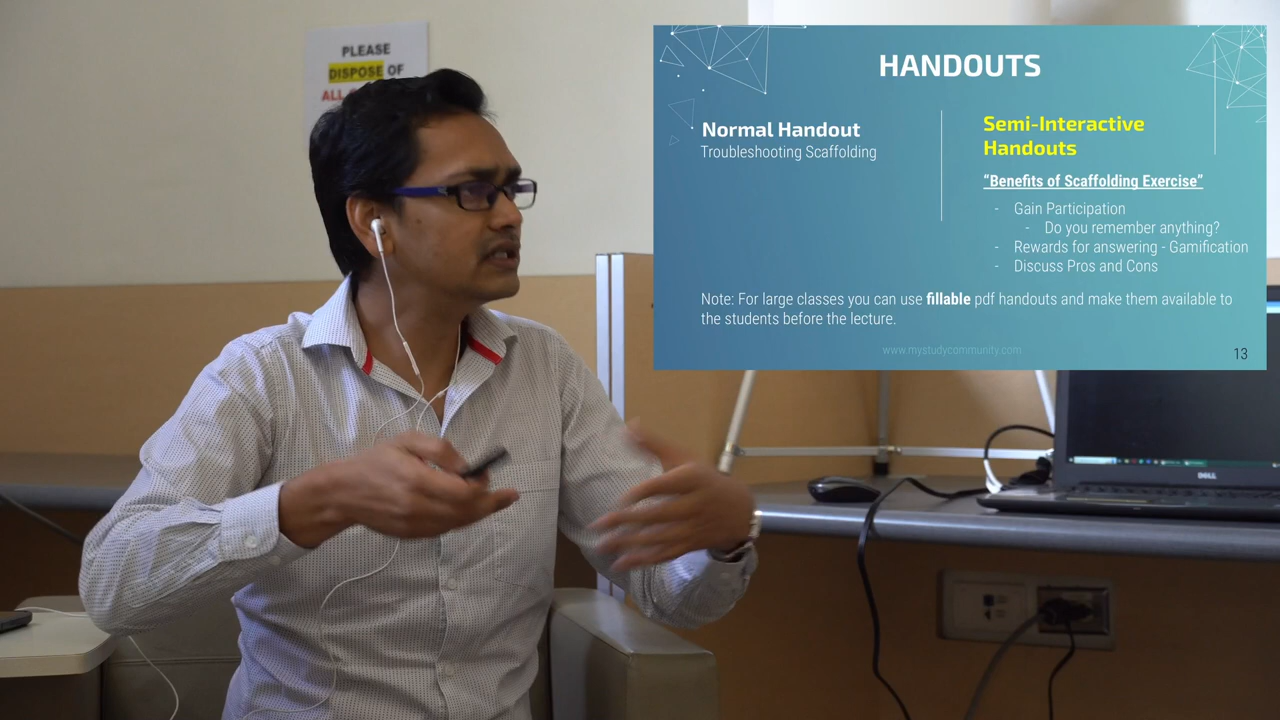 PLEASE
DISPOSE OF
HANDOUTS
Normal Handout
Troubleshooting Scaffolding
Semi-Interactive
Handouts
“Benefits of Scaffolding Exercise”
- Gain Participation
- Do you remember anything?
- Rewards for answering - Gamification
- Discuss Pros and Cons
Note: For large classes you can use fillable pdf handouts and make them available to
the students before the lecture.
www.mystudycommunity.com
13
DELL